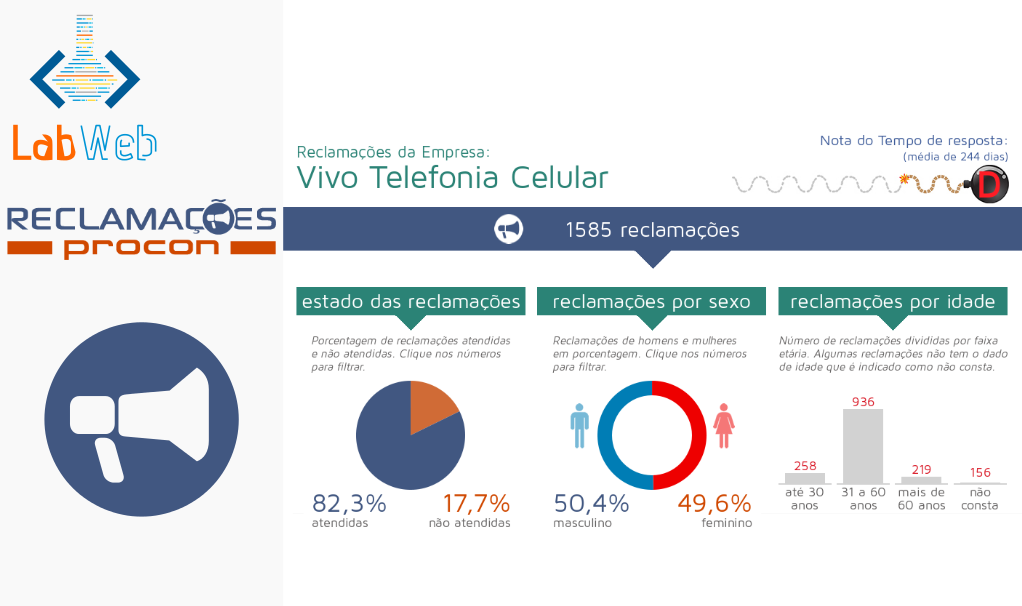 LabWeb
RECLAMAÇÕES
procon
Reclamações da Empresa:
Vivo Telefonia Celular
Nota do Tempo de resposta:
(média de 244 dias)
D
1585 reclamações
estado das reclamações
Porcentagem de reclamações atendidas
e não atendidas. Clique nos números
para filtrar.
82,3%
atendidas
17,7%
não atendidas
reclamações por sexo
Reclamações de homens e mulheres
em porcentagem. Clique nos números
para filtrar.
50,4%
masculino
49,6%
feminino
reclamações por idade
Número de reclamações divididas por faixa
etária. Algumas reclamações não tem o dado
de idade que é indicado como não consta.
258
até 30
anos
936
31 a 60
anos
219
mais de
60 anos
156
não
consta